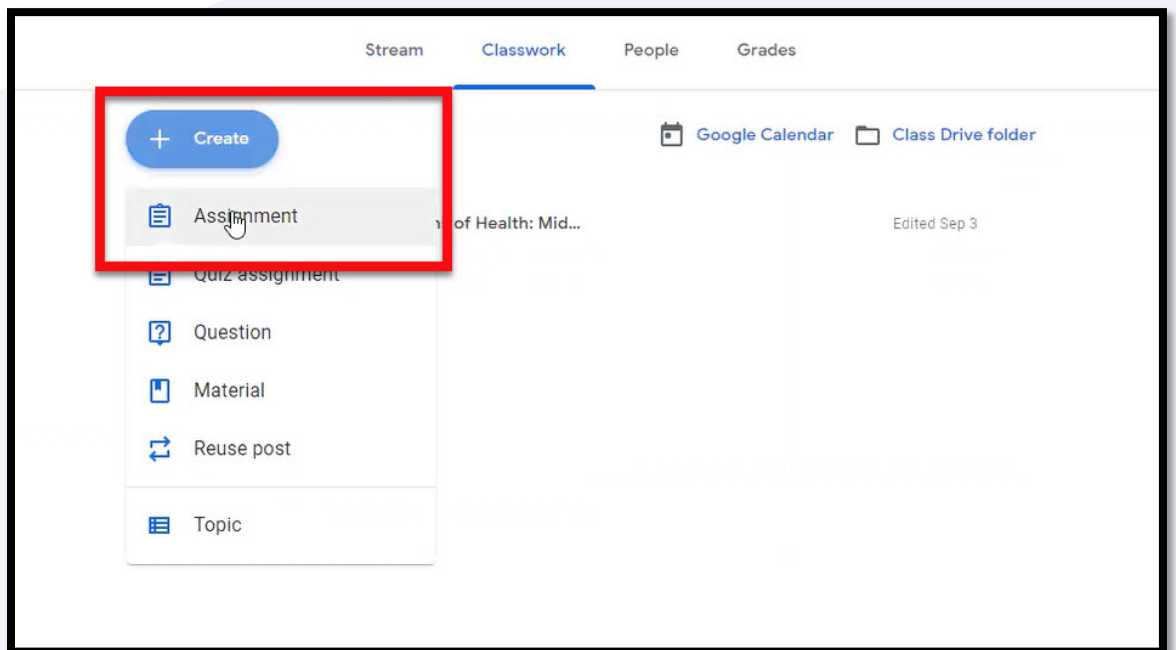 Stream Classwork People Grades
Create
Google Calendar Class Drive folder
Assignment
of Health: Mid...
Edited Sep 3
Quiz assignment
Question
Material
Reuse post
Topic